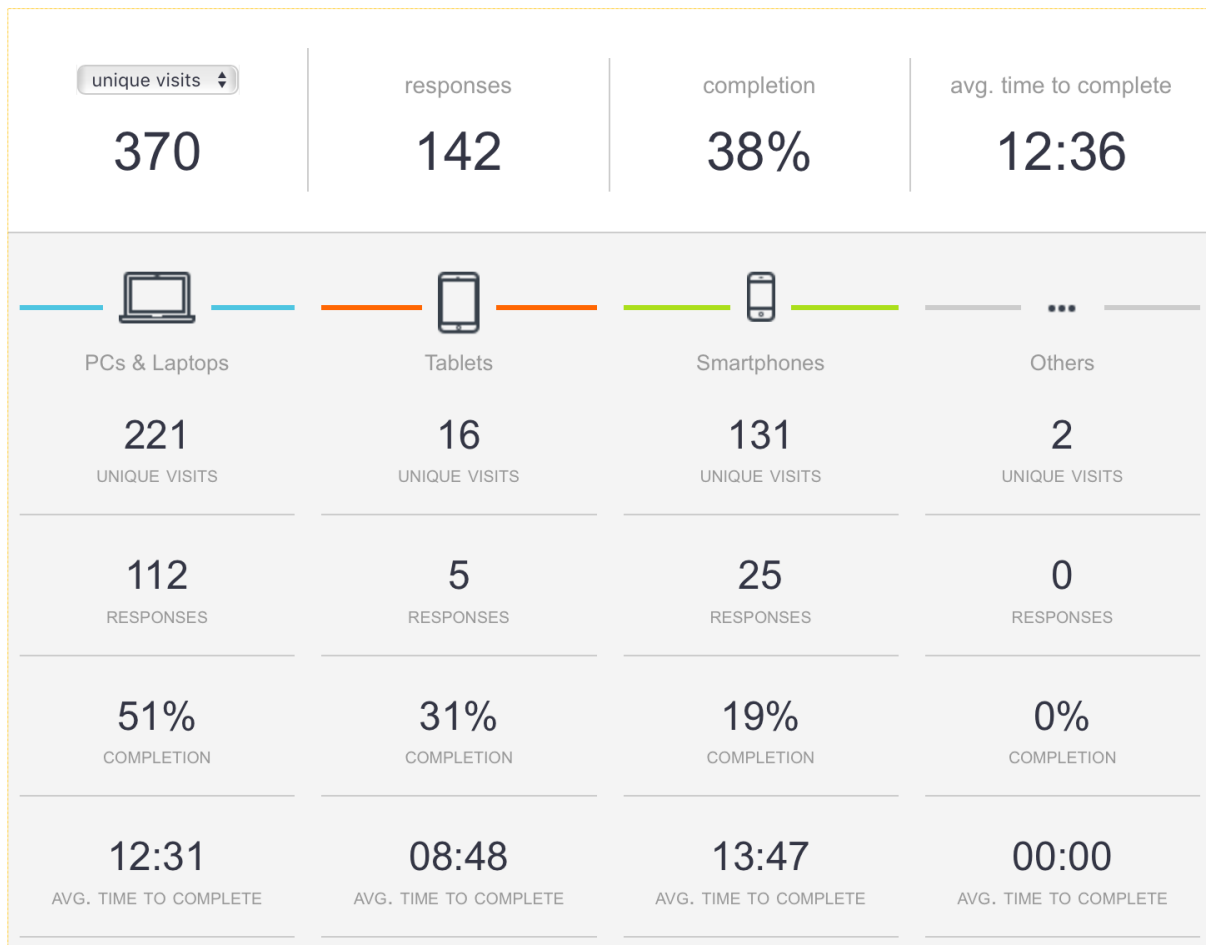 unique visits
responses
completion
avg. time to complete
370
142
38%
12:36
PCs & Laptops
Tablets
Smartphones
Others
221
16
131
2
UNIQUE VISITS
UNIQUE VISITS
UNIQUE VISITS
UNIQUE VISITS
112
5
25
0
RESPONSES
RESPONSES
RESPONSES
RESPONSES
51%
31%
19%
0%
COMPLETION
COMPLETION
COMPLETION
COMPLETION
12:31
08:48
13:47
00:00
AVG. TIME TO COMPLETE
AVG. TIME TO COMPLETE
AVG. TIME TO COMPLETE
AVG. TIME TO COMPLETE